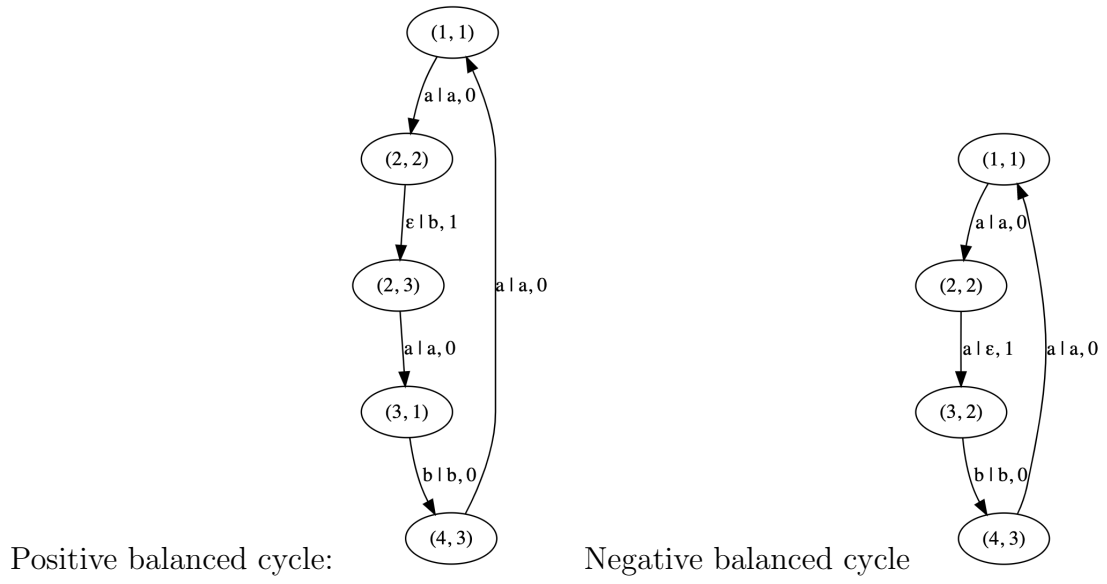 (1, 1)
a | a, 0
(2, 2)
ε | b, 1
(2, 3)
a | a, 0
a | a, 0
(3, 1)
b | b, 0
(4, 3)
Positive balanced cycle:
(1, 1)
a | a, 0
(2, 2)
a | ε, 1
a | a, 0
(3, 2)
b | b, 0
(4, 3)
Negative balanced cycle